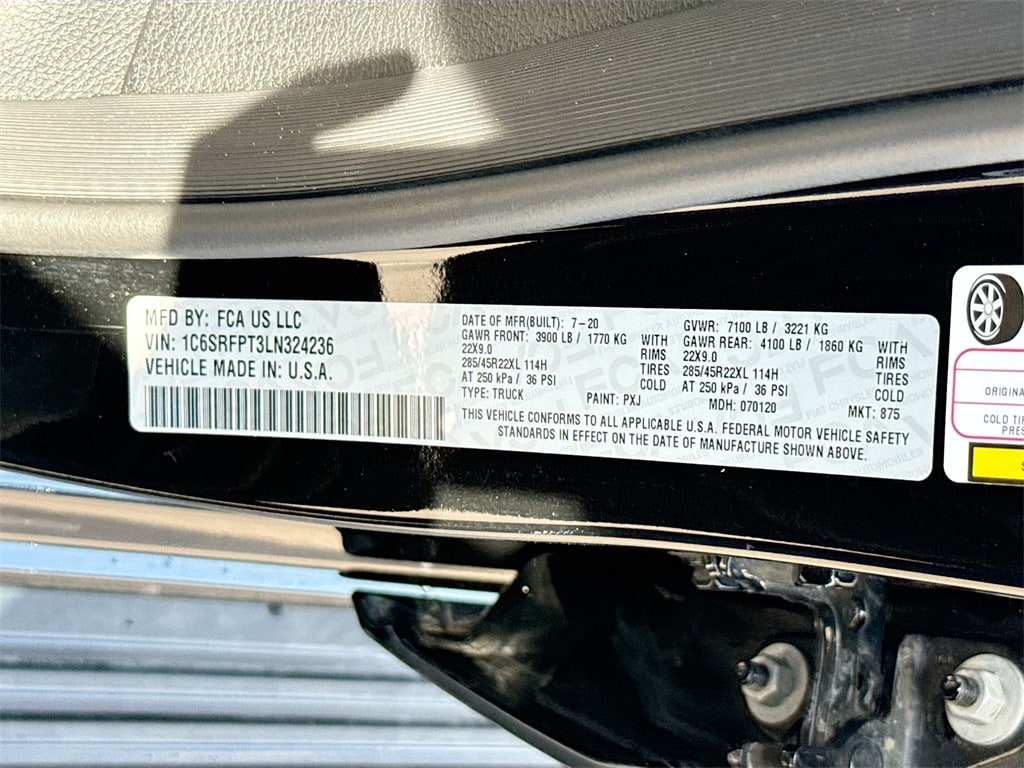 MFD BY: FCA US LLC
VIN: 1C6SRFPT3LN324236
VEHICLE MADE IN: U.S.A.
DATE OF MFR(BUILT): 7-20
GVWR: 7100 LB / 3221 KG
GAWR FRONT: 3900 LB / 1770 KG WITH
22X9.0 RIMS
285/45R22XL 114H TIRES
AT 250 kPa / 36 PSI COLD
GAWR REAR: 4100 LB / 1860 KG WITH
22X9.0 RIMS
285/45R22XL 114H TIRES
AT 250 kPa / 36 PSI COLD
TYPE: TRUCK PAINT: PXJ MDH: 070120 MKT: 875
THIS VEHICLE CONFORMS TO ALL APPLICABLE U.S.A. FEDERAL MOTOR VEHICLE SAFETY
STANDARDS IN EFFECT ON THE DATE OF MANUFACTURE SHOWN ABOVE.
ORIGINA
COLD TI
PRES